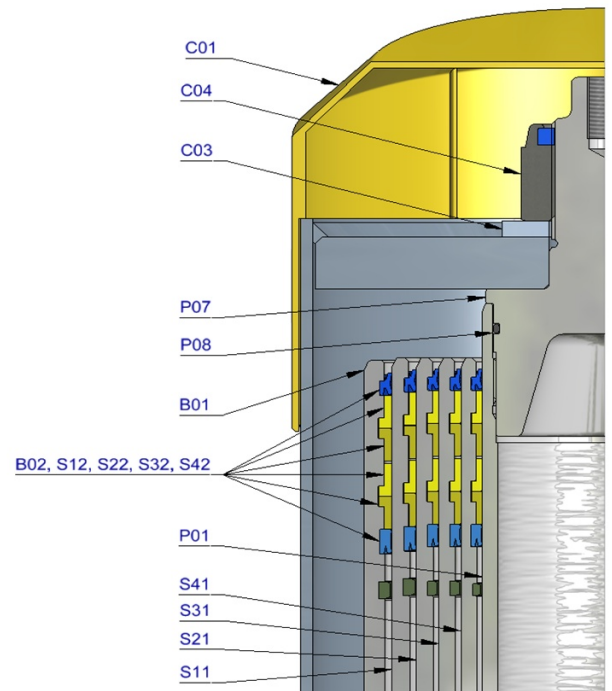 C01
C04
C03
P07
P08
B01
B02, S12, S22, S32, S42
P01
S41
S31
S21
S11